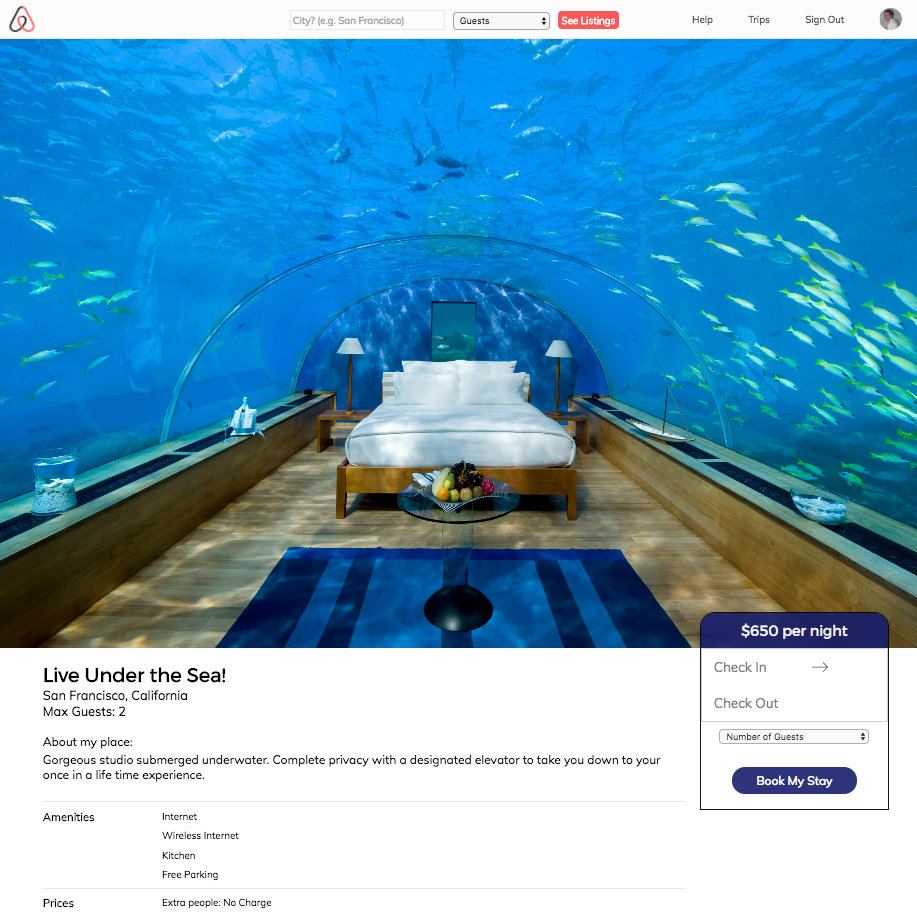 City? (e.g. San Francisco)
Guests
See Listings
Help
Trips
Sign Out
$650 per night
Check In
Check Out
Number of Guests
Book My Stay
Live Under the Sea!
San Francisco, California
Max Guests: 2
About my place:
Gorgeous studio submerged underwater. Complete privacy with a designated elevator to take you down to your
once in a life time experience.
Amenities
Internet
Wireless Internet
Kitchen
Free Parking
Prices
Extra people: No Charge